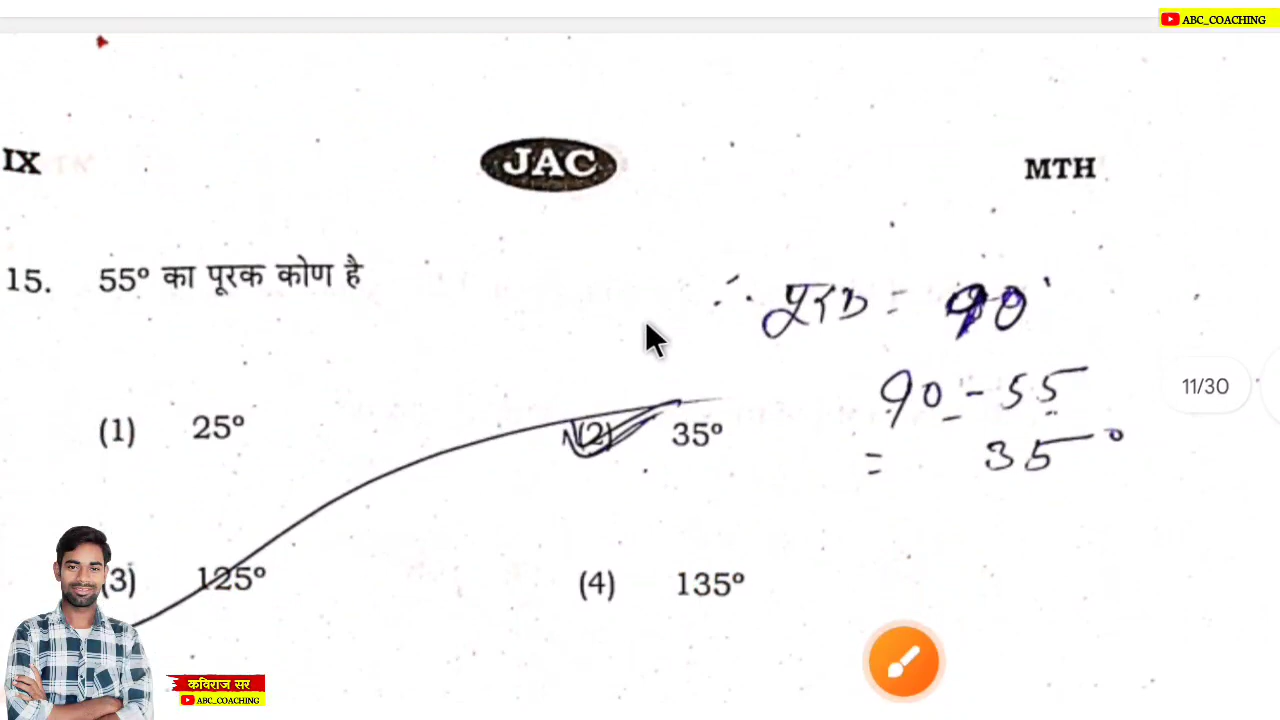 ABC_COACHING
IX JAC MTH
15. 55° का पूरक कोण है
∴ पूरक = 90°
(1) 25°
(2) 35°
90 - 55
= 35°
(3) 125°
(4) 135°
11/30
कविराज सर
ABC_COACHING